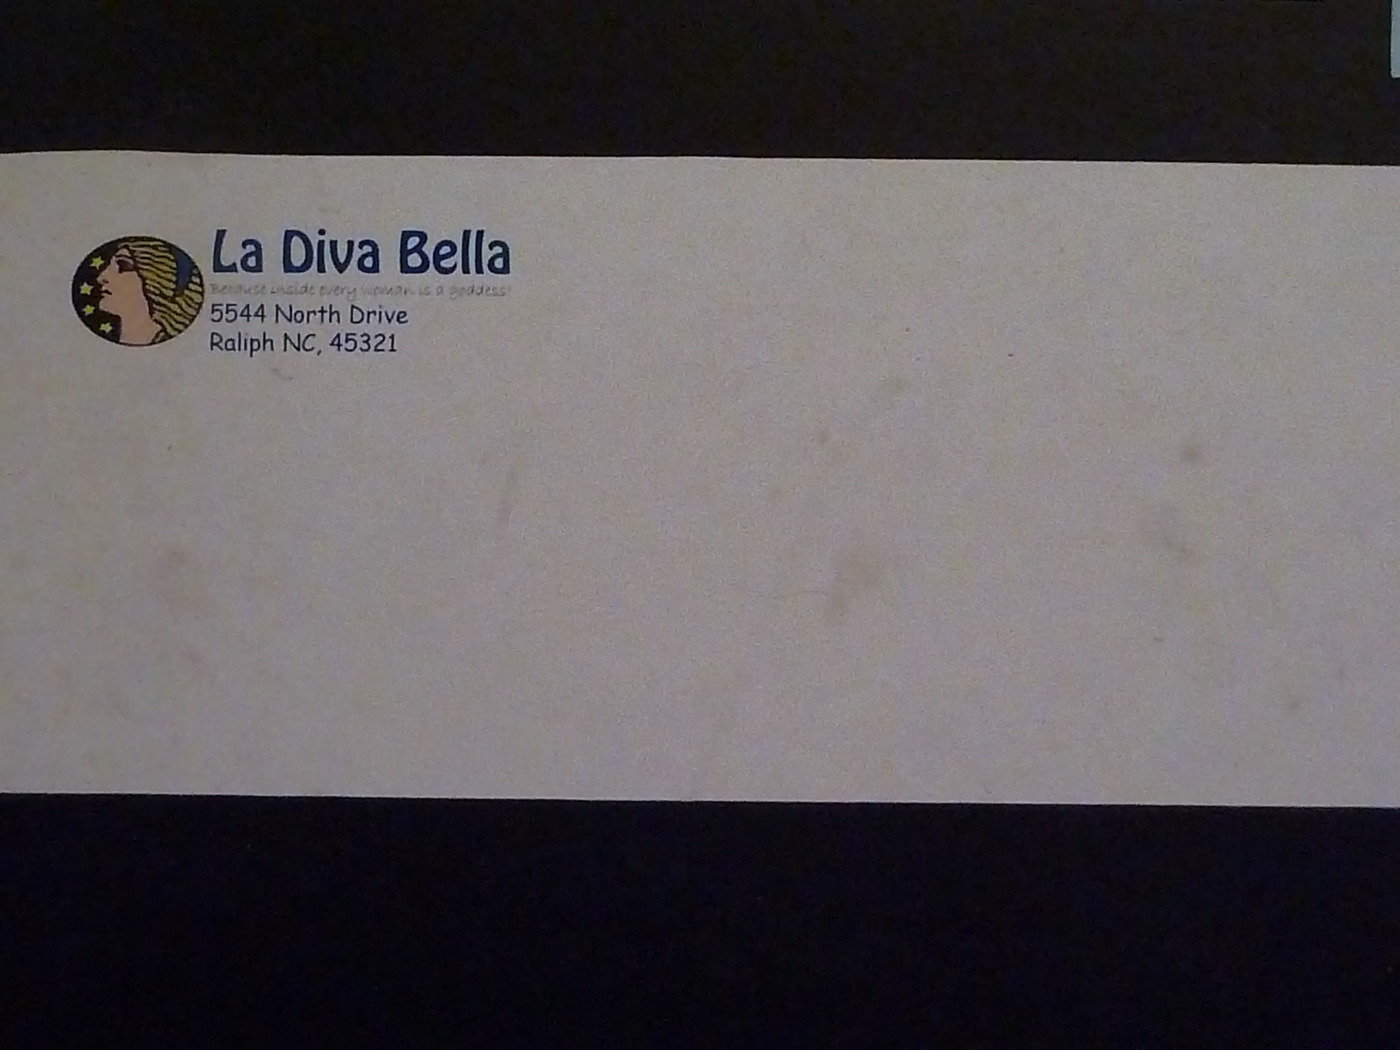 La Diva Bella
Because inside every woman is a goddess!
5544 North Drive
Raliph NC, 45321